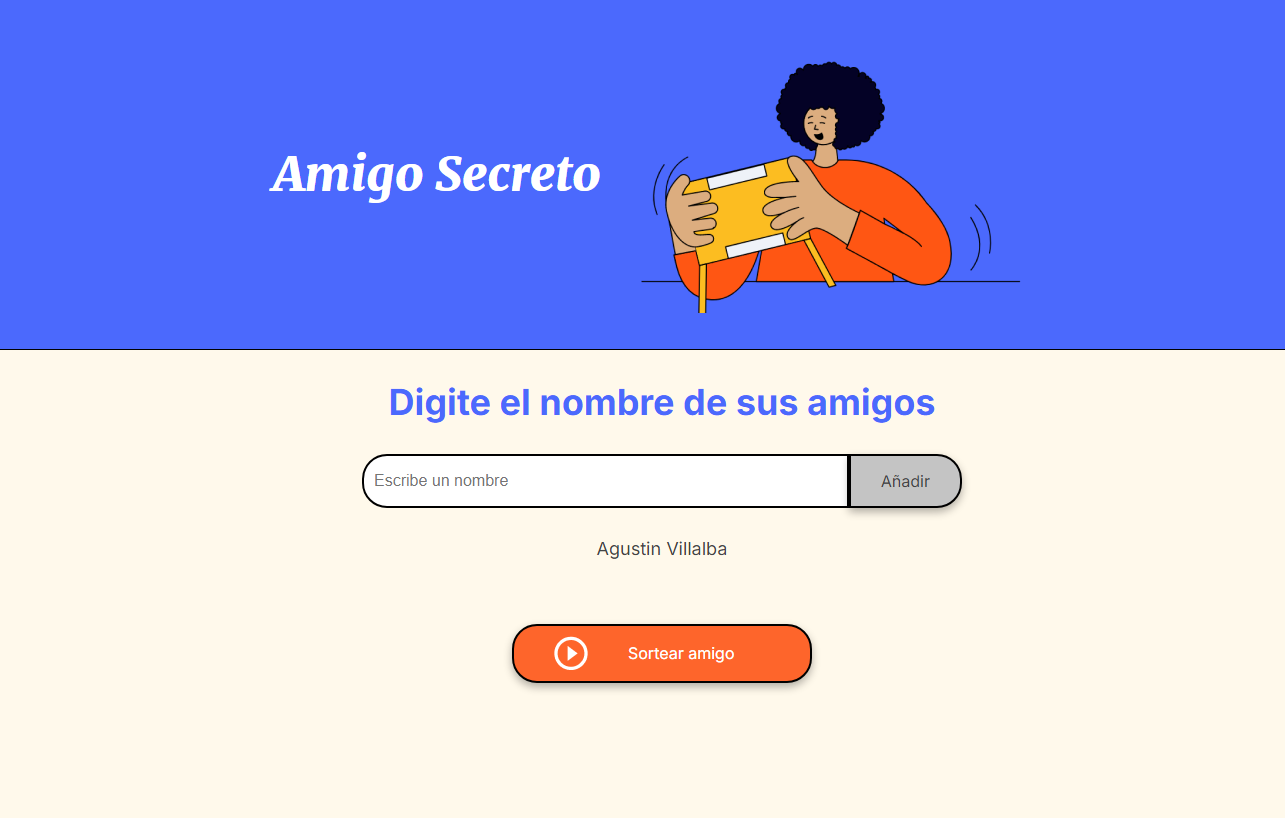 Amigo Secreto
Digite el nombre de sus amigos
Escribe un nombre
Añadir
Agustin Villalba
Sortear amigo